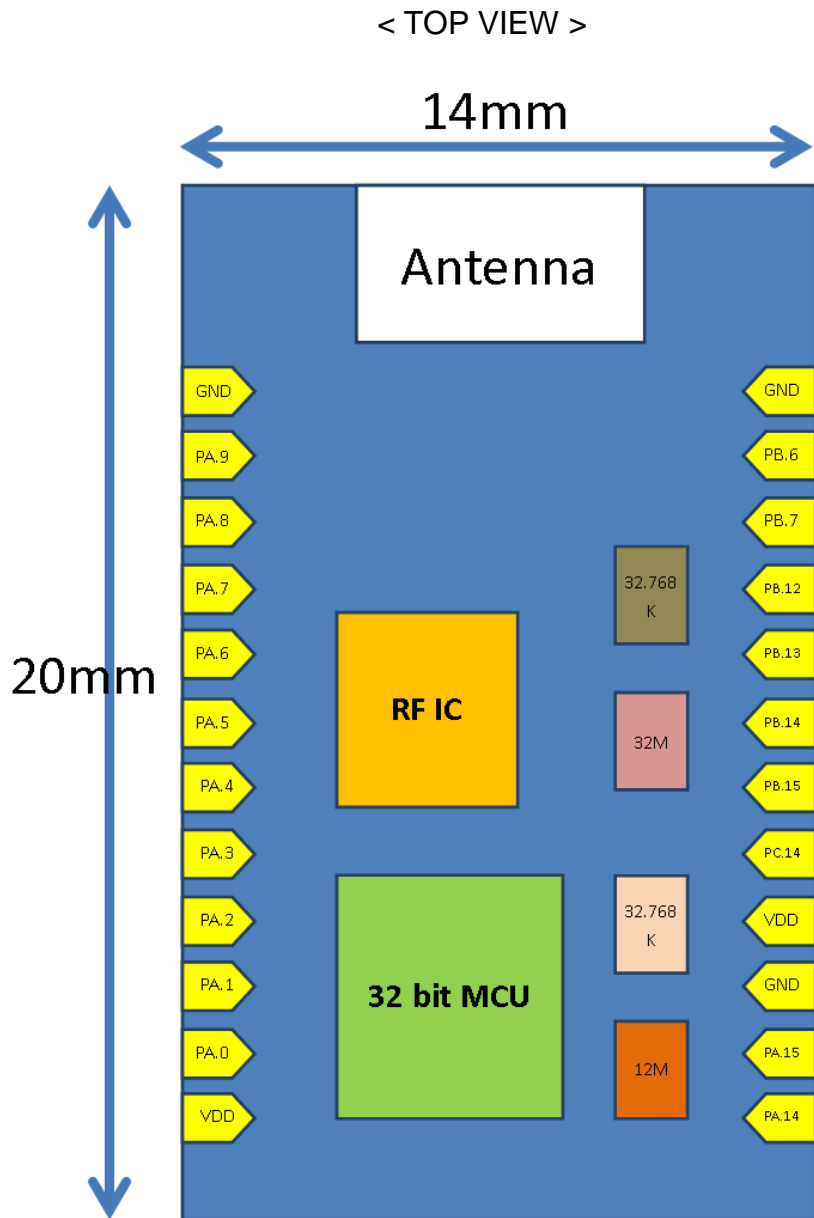 < TOP VIEW >
14mm
Antenna
GND
GND
PA.9
PB.6
PA.8
PB.7
PA.7
32.768
K
PB.12
PA.6
PB.13
20mm
RF IC
PA.5
32M
PB.14
PA.4
PB.15
PA.3
PC.14
PA.2
32.768
K
VDD
PA.1
32 bit MCU
GND
PA.0
12M
PA.15
VDD
PA.14